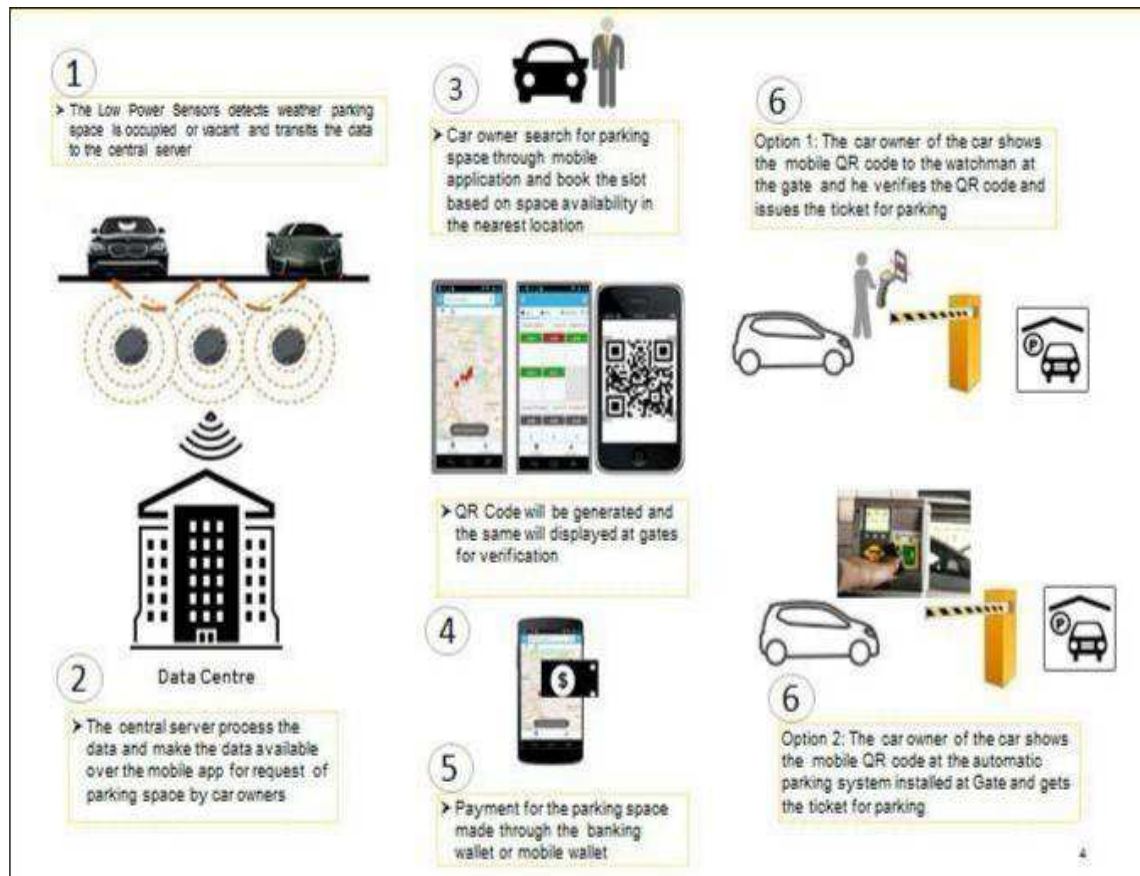 1
➤ The Low Power Sensors detects weather parking
space is occupied or vacant and transits the data
to the central server
Data Centre
2
➤ The central server process the
data and make the data available
over the mobile app for request of
parking space by car owners
3
➤ Car owner search for parking
space through mobile
application and book the slot
based on space availability in
the nearest location
➤ QR Code will be generated and
the same will displayed at gates
for verification
4
$
5
➤ Payment for the parking space
made through the banking
wallet or mobile wallet
6
Option 1: The car owner of the car shows
the mobile QR code to the watchman at
the gate and he verifies the QR code and
issues the ticket for parking
P
P
6
Option 2: The car owner of the car shows
the mobile QR code at the automatic
parking system installed at Gate and gets
the ticket for parking
4